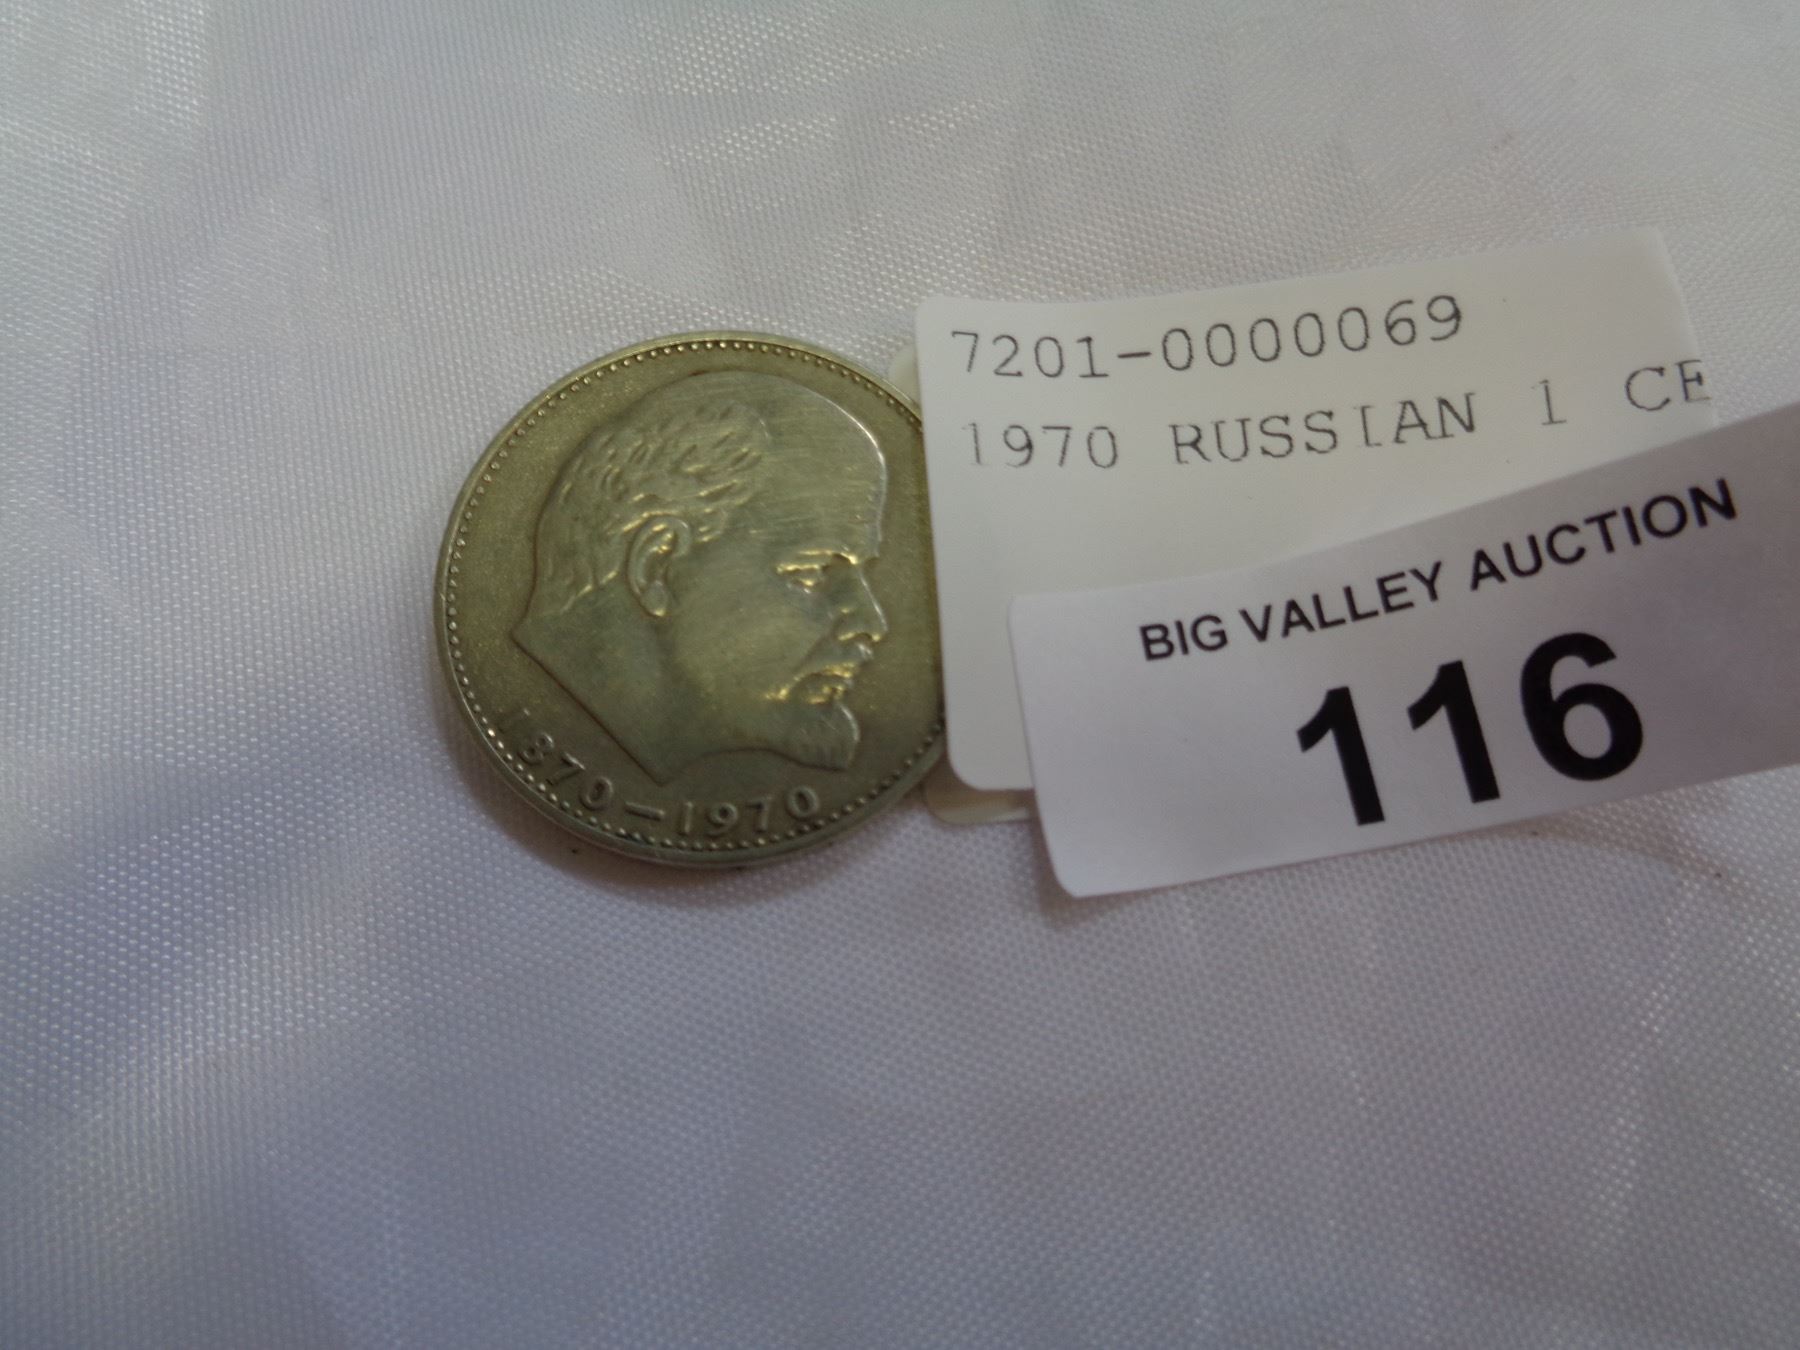 7201-0000069
1970 RUSSIAN 1 CE
BIG VALLEY AUCTION
116
1870-1970